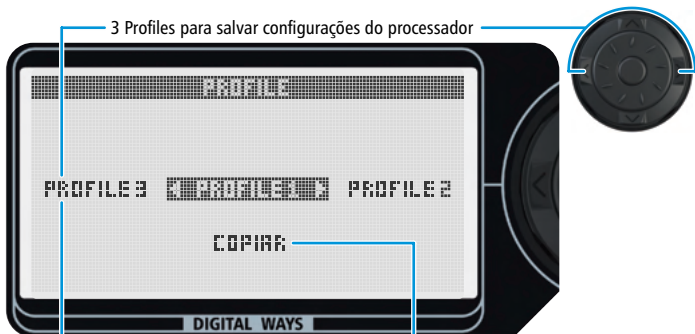 3 Profiles para salvar configurações do processador
PROFILE
PROFILE 3 < PROFILE 1 > PROFILE 2
COPIAR
DIGITAL WAYS